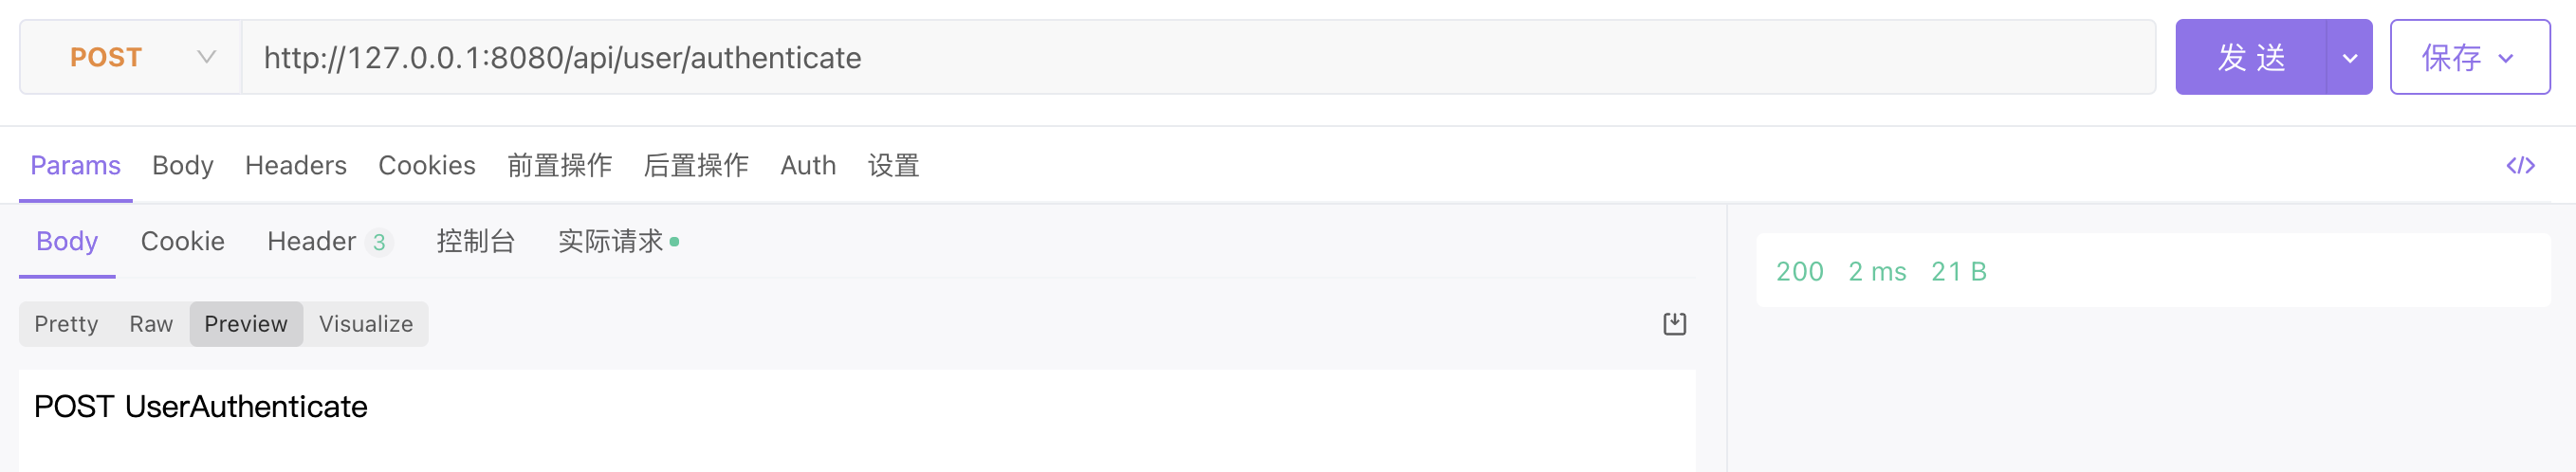 POST http://127.0.0.1:8080/api/user/authenticate 发 送 保存
Params Body Headers Cookies 前置操作 后置操作 Auth 设置 </>
Body Cookie Header 3 控制台 实际请求
200 2 ms 21 B
Pretty Raw Preview Visualize
POST UserAuthenticate